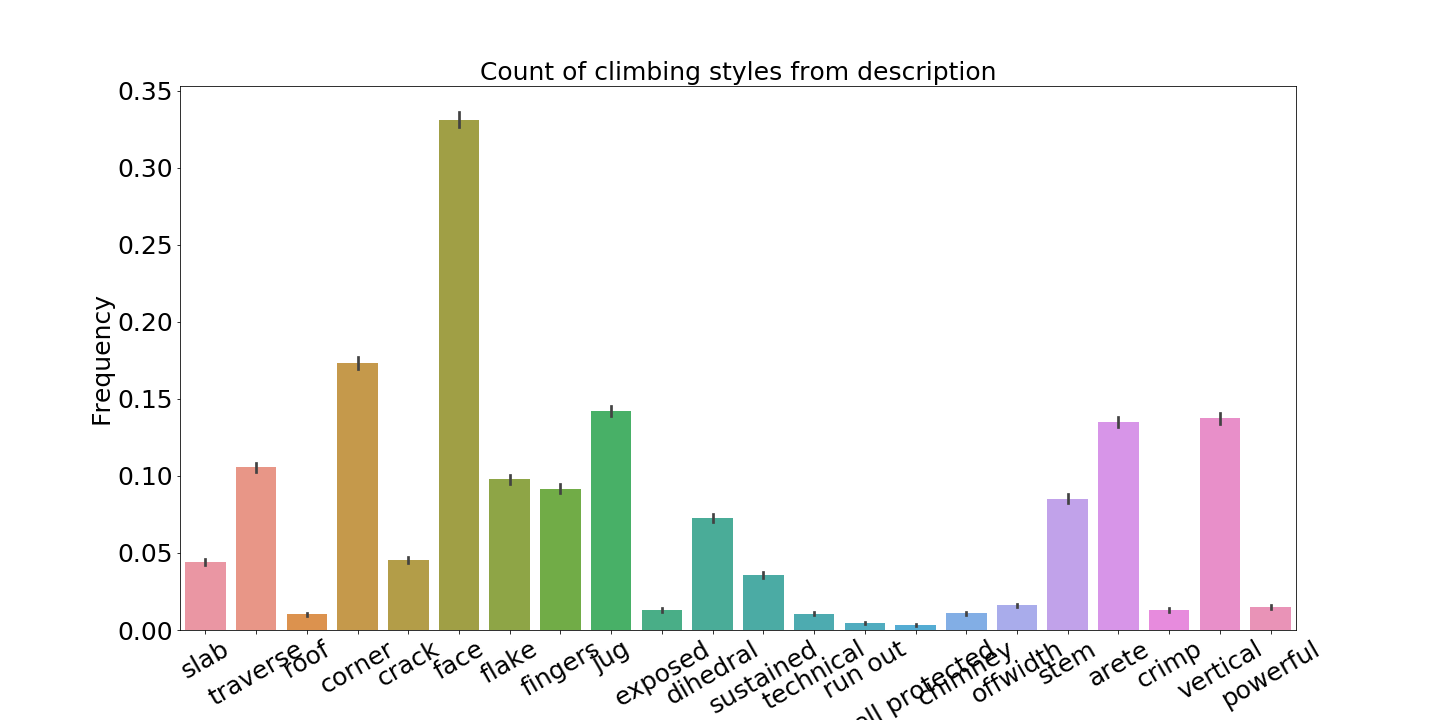 Count of climbing styles from description
Frequency
0.35
0.30
0.25
0.20
0.15
0.10
0.05
0.00
slab
traverse
roof
corner
crack
face
flake
fingers
jug
exposed
dihedral
sustained
technical
run out
protected
chimney
offwidth
stem
arete
crimp
vertical
powerful